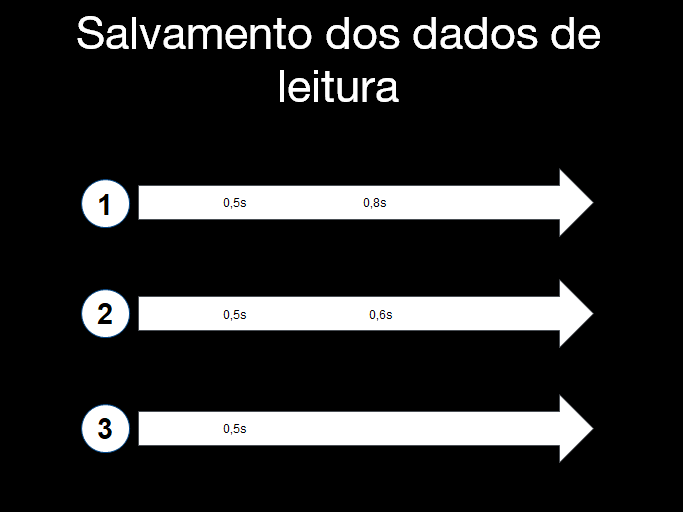 Salvamento dos dados de
leitura
1 0,5s 0,8s
2 0,5s 0,6s
3 0,5s